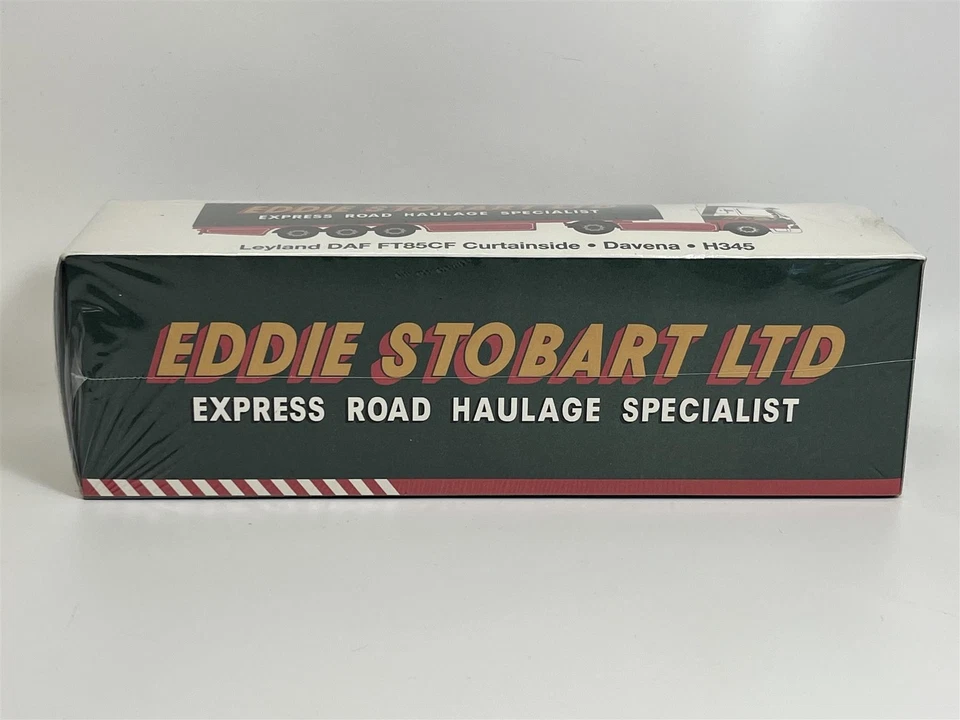 EDDIE STOBART LTD
EXPRESS ROAD HAULAGE SPECIALIST
Leyland DAF FT85CF Curtainside • Davena • H345
EDDIE STOBART LTD
EXPRESS ROAD HAULAGE SPECIALIST